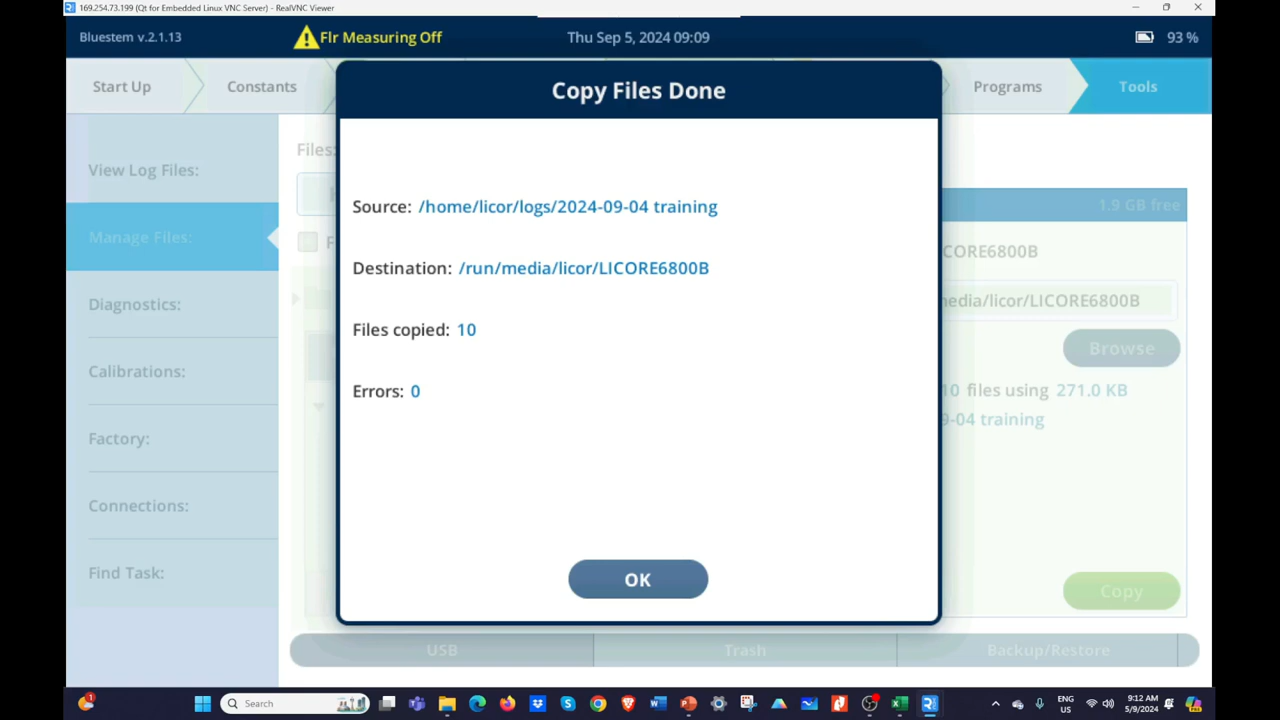 169.254.73.199 (Qt for Embedded Linux VNC Server) - RealVNC Viewer
Bluestem v.2.1.13
Flr Measuring Off
Thu Sep 5, 2024 09:09
93 %
Start Up
Constants
Programs
Tools
Copy Files Done
View Log Files:
Manage Files:
Diagnostics:
Calibrations:
Factory:
Connections:
Find Task:
Files:
F
Source: /home/licor/logs/2024-09-04 training
Destination: /run/media/licor/LICORE6800B
Files copied: 10
Errors: 0
OK
1.9 GB free
CORE6800B
media/licor/LICORE6800B
Browse
10 files using 271.0 KB
9-04 training
Copy
USB
Trash
Backup/Restore
1
Search
ENG
US
9:12 AM
5/9/2024